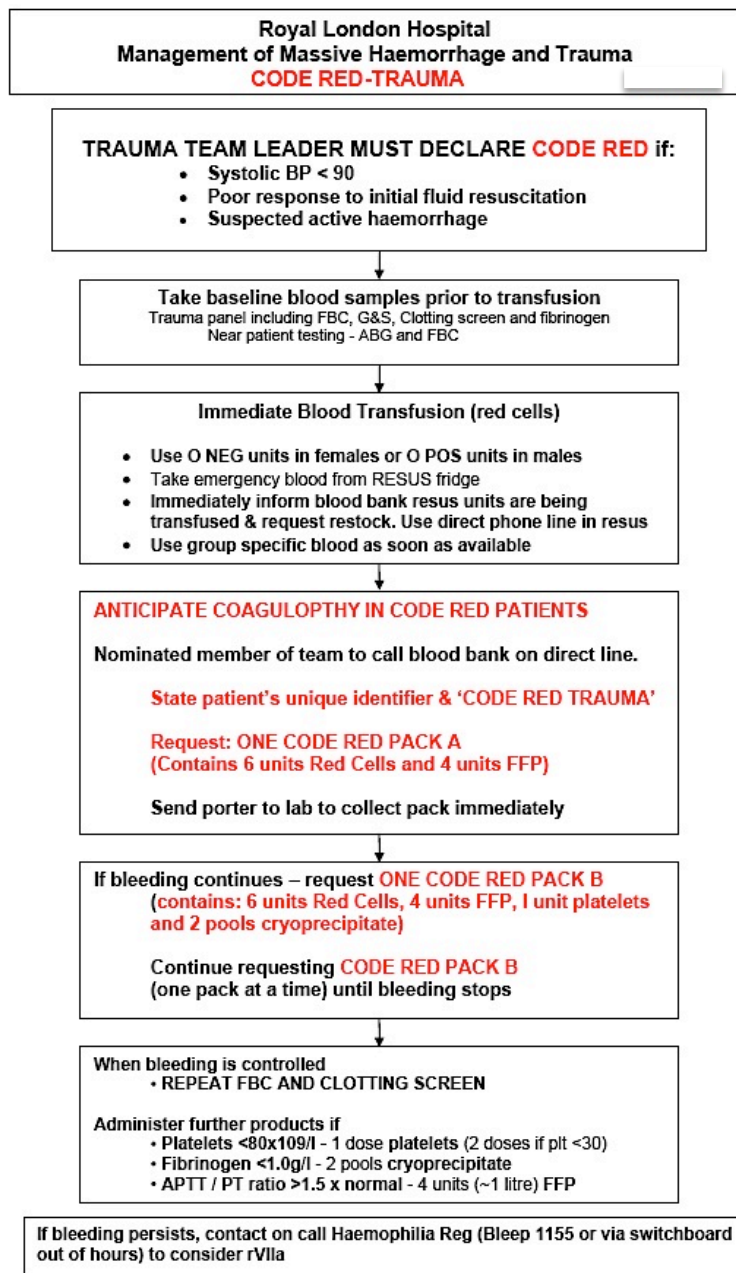 Royal London Hospital
Management of Massive Haemorrhage and Trauma
CODE RED-TRAUMA
TRAUMA TEAM LEADER MUST DECLARE CODE RED if:
• Systolic BP < 90
• Poor response to initial fluid resuscitation
• Suspected active haemorrhage
Take baseline blood samples prior to transfusion
Trauma panel including FBC, G&S, Clotting screen and fibrinogen
Near patient testing - ABG and FBC
Immediate Blood Transfusion (red cells)
• Use O NEG units in females or O POS units in males
• Take emergency blood from RESUS fridge
• Immediately inform blood bank resus units are being
transfused & request restock. Use direct phone line in resus
• Use group specific blood as soon as available
ANTICIPATE COAGULOPTHY IN CODE RED PATIENTS
Nominated member of team to call blood bank on direct line.
State patient's unique identifier & 'CODE RED TRAUMA'
Request: ONE CODE RED PACK A
(Contains 6 units Red Cells and 4 units FFP)
Send porter to lab to collect pack immediately
If bleeding continues – request ONE CODE RED PACK B
(contains: 6 units Red Cells, 4 units FFP, I unit platelets
and 2 pools cryoprecipitate)
Continue requesting CODE RED PACK B
(one pack at a time) until bleeding stops
When bleeding is controlled
• REPEAT FBC AND CLOTTING SCREEN
Administer further products if
• Platelets <80x109/l - 1 dose platelets (2 doses if plt <30)
• Fibrinogen <1.0g/l - 2 pools cryoprecipitate
• APTT / PT ratio >1.5 x normal - 4 units (~1 litre) FFP
If bleeding persists, contact on call Haemophilia Reg (Bleep 1155 or via switchboard
out of hours) to consider rVIIa